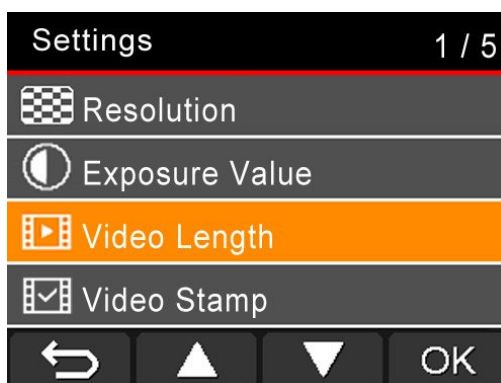 Settings 1 / 5
Resolution
Exposure Value
Video Length
Video Stamp
OK